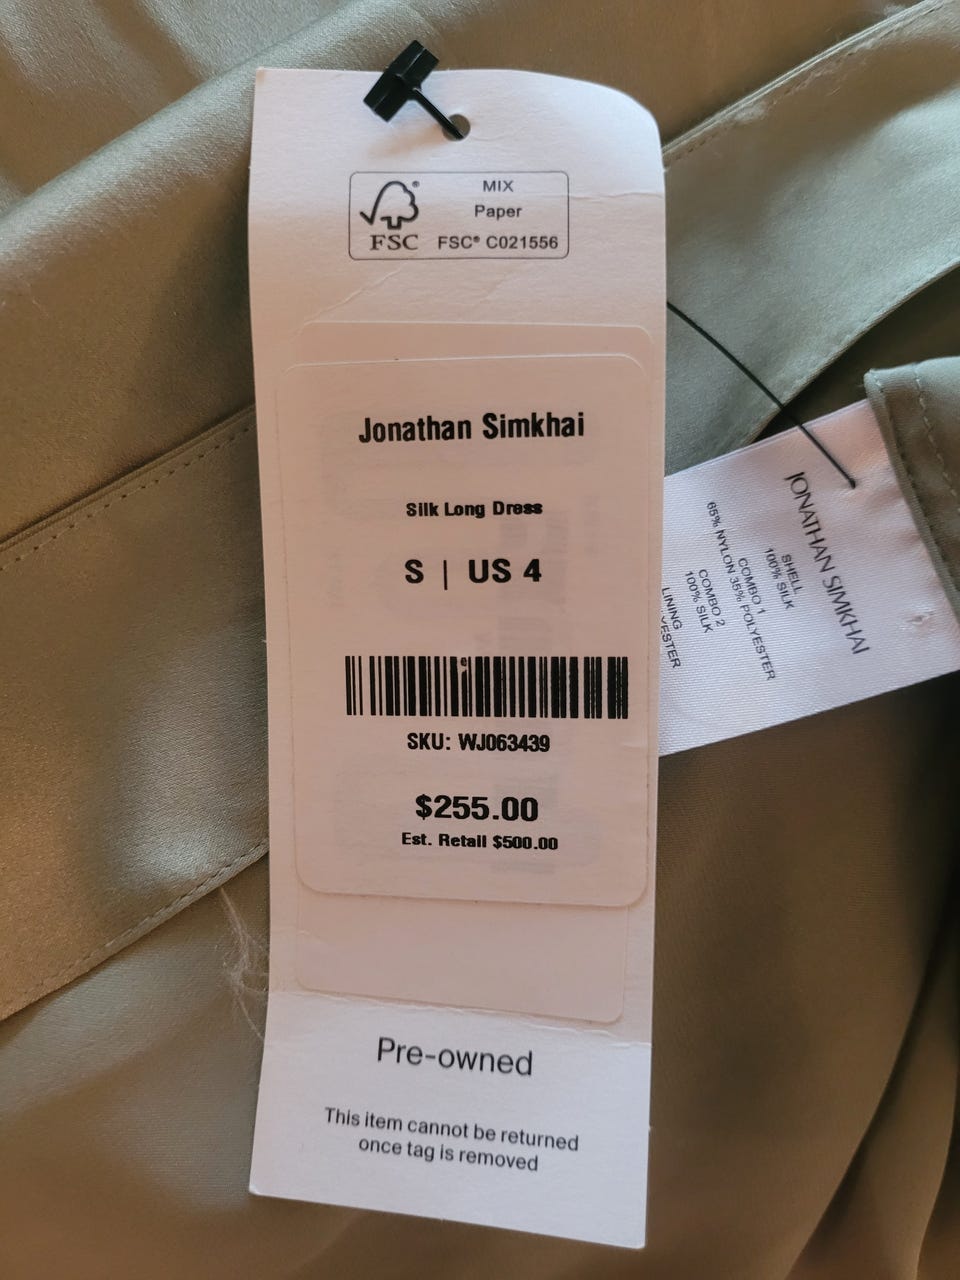 MIX
Paper
FSC® C021556
FSC
Jonathan Simkhai
Silk Long Dress
S | US 4
SKU: WJ063439
$255.00
Est. Retail $500.00
Pre-owned
This item cannot be returned
once tag is removed
JONATHAN SIMKHAI
SHELL
100% SILK
COMBO 1
65% NYLON 35% POLYESTER
COMBO 2
100% SILK
LINING